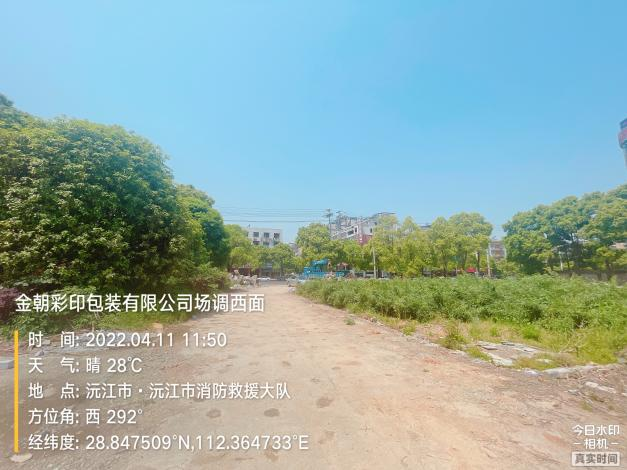 金朝彩印包装有限公司场调西面
时 间: 2022.04.11 11:50
天 气: 晴 28℃
地 点: 沅江市·沅江市消防救援大队
方位角: 西 292°
经纬度: 28.847509°N,112.364733°E
今日水印
-相机-
真实时间